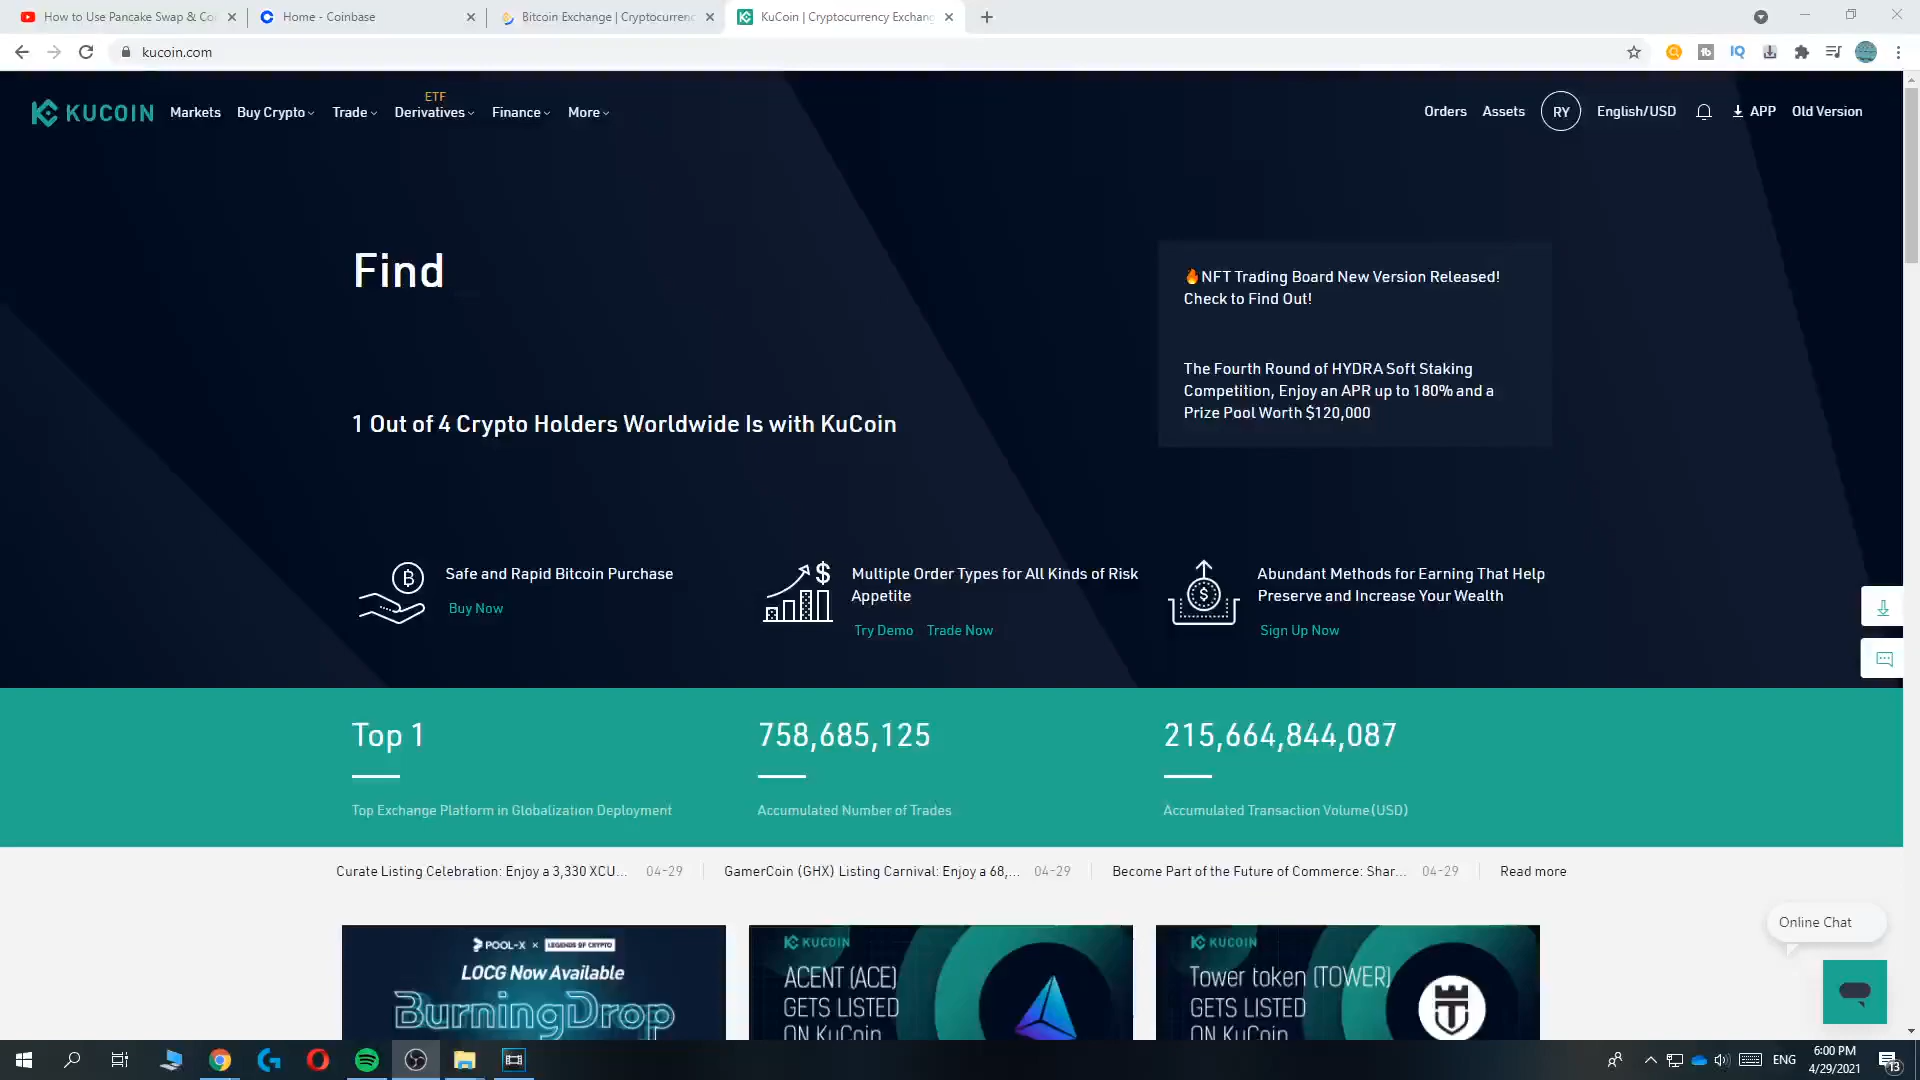 How to Use Pancake Swap & Co
Home - Coinbase
Bitcoin Exchange | Cryptocurrenc
KuCoin | Cryptocurrency Exchang
kucoin.com
KUCOIN
Markets
Buy Crypto
Trade
ETF
Derivatives
Finance
More
Orders
Assets
RY
English/USD
APP
Old Version
Find
🔥NFT Trading Board New Version Released!
Check to Find Out!
The Fourth Round of HYDRA Soft Staking
Competition, Enjoy an APR up to 180% and a
Prize Pool Worth $120,000
1 Out of 4 Crypto Holders Worldwide Is with KuCoin
Safe and Rapid Bitcoin Purchase
Buy Now
Multiple Order Types for All Kinds of Risk
Appetite
Try Demo Trade Now
Abundant Methods for Earning That Help
Preserve and Increase Your Wealth
Sign Up Now
Top 1
Top Exchange Platform in Globalization Deployment
758,685,125
Accumulated Number of Trades
215,664,844,087
Accumulated Transaction Volume(USD)
Curate Listing Celebration: Enjoy a 3,330 XCU... 04-29
GamerCoin (GHX) Listing Carnival: Enjoy a 68,... 04-29
Become Part of the Future of Commerce: Shar... 04-29
Read more
POOL-X × LEGENDS OF CRYPTO
LOCG Now Available
BurningDrop
KUCOIN
ACENT (ACE)
GETS LISTED
ON KuCoin
KUCOIN
Tower token (TOWER)
GETS LISTED
ON KuCoin
Online Chat
ENG
6:00 PM
4/29/2021
13